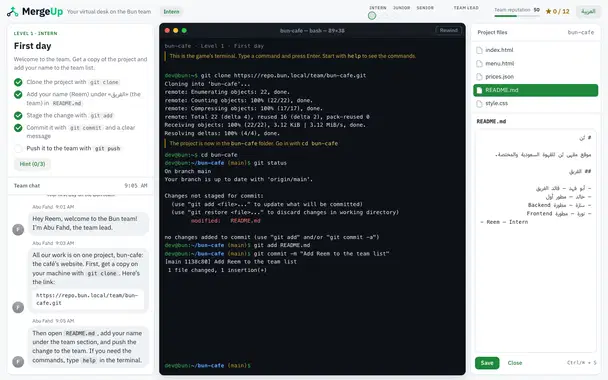 MergeUp
Your virtual desk on the Bun team
Intern
INTERN
JUNIOR
SENIOR
TEAM LEAD
Team reputation 50
★ 0 / 12
العربية
LEVEL 1 · INTERN
First day
Welcome to the team. Get a copy of the project and add your name to the team list.
Clone the project with git clone
Add your name (Reem) under «الفريق» (the team) in README.md
Stage the change with git add
Commit it with git commit and a clear message
Push it to the team with git push
Hint (0/3)
Team chat
9:05 AM
Abu Fahd · 9:01 AM
Hey Reem, welcome to the Bun team! I'm Abu Fahd, the team lead.
Abu Fahd · 9:03 AM
All our work is on one project, bun-cafe: the café's website. First, get a copy on your machine with git clone. Here's the link:
https://repo.bun.local/team/bun-cafe.git
Abu Fahd · 9:05 AM
Then open README.md, add your name under the team section, and push the change to the team. If you need the commands, type help in the terminal.
bun-cafe — bash — 89×38
Rewind
bun-cafe · Level 1 · First day
This is the game's terminal. Type a command and press Enter. Start with help to see the commands.
dev@bun:~$ git clone https://repo.bun.local/team/bun-cafe.git
Cloning into 'bun-cafe'...
remote: Enumerating objects: 22, done.
remote: Counting objects: 100% (22/22), done.
remote: Compressing objects: 100% (17/17), done.
remote: Total 22 (delta 4), reused 16 (delta 2), pack-reused 0
Receiving objects: 100% (22/22), 3.12 KiB | 3.12 MiB/s, done.
Resolving deltas: 100% (4/4), done.
The project is now in the bun-cafe folder. Go in with cd bun-cafe
dev@bun:~$ cd bun-cafe
dev@bun:~/bun-cafe (main)$ git status
On branch main
Your branch is up to date with 'origin/main'.
Changes not staged for commit:
(use "git add <file>..." to update what will be committed)
(use "git restore <file>..." to discard changes in working directory)
modified: README.md
no changes added to commit (use "git add" and/or "git commit -a")
dev@bun:~/bun-cafe (main)$ git add README.md
dev@bun:~/bun-cafe (main)$ git commit -m "Add Reem to the team list"
[main 1130c80] Add Reem to the team list
1 file changed, 1 insertion(+)
dev@bun:~/bun-cafe (main)$
Project files
bun-cafe
index.html
menu.html
prices.json
README.md
style.css
README.md
# بُن
موقع مقهى بُن للقهوة السعودية والمختصة.
## الفريق
- أبو فهد — قائد الفريق
- خالد — مطور أول
- سارة — مطورة Backend
- نورة — مطورة Frontend
- Reem — Intern
Save
Close
Ctrl/⌘ + S